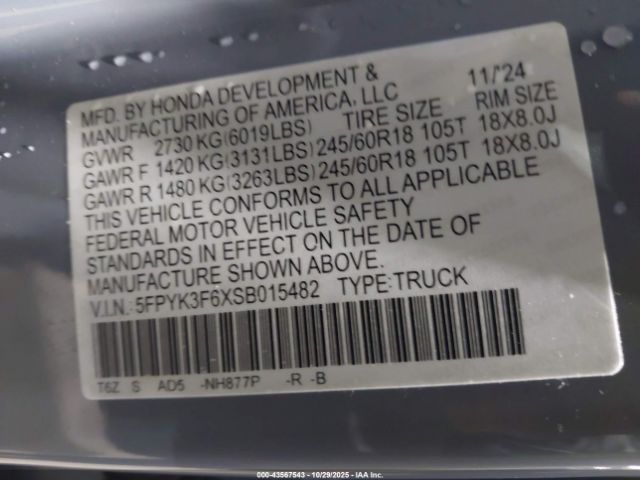 MFD. BY HONDA DEVELOPMENT & 11/'24
MANUFACTURING OF AMERICA, LLC
GVWR 2730 KG(6019LBS) TIRE SIZE RIM SIZE
GAWR F 1420 KG(3131LBS) 245/60R18 105T 18X8.0J
GAWR R 1480 KG(3263LBS) 245/60R18 105T 18X8.0J
THIS VEHICLE CONFORMS TO ALL APPLICABLE
FEDERAL MOTOR VEHICLE SAFETY
STANDARDS IN EFFECT ON THE DATE OF
MANUFACTURE SHOWN ABOVE.
V.I.N.:5FPYK3F6XSB015482 TYPE:TRUCK
T6Z S AD5 -NH877P -R -B
000-43567543 - 10/29/2025 - IAA Inc.